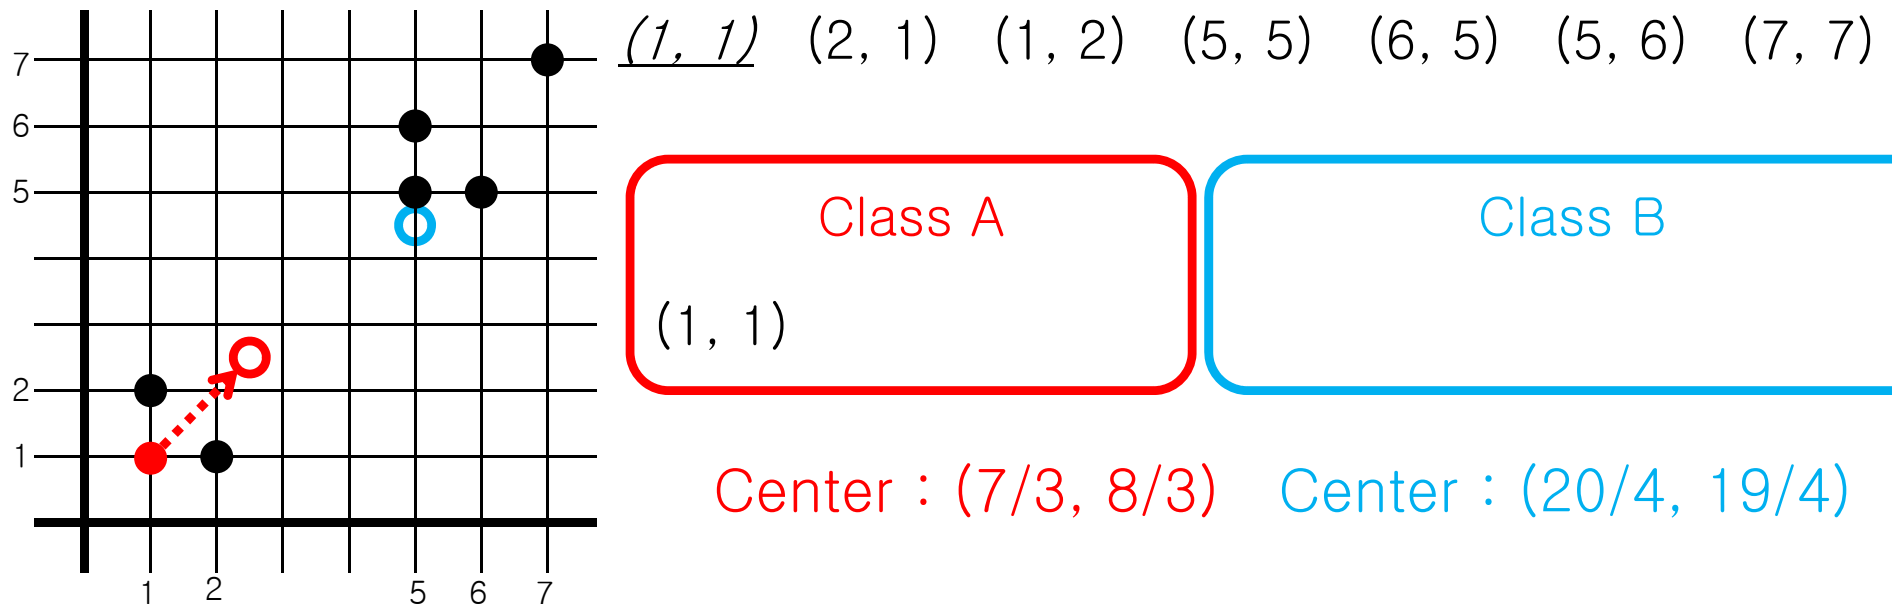 (1, 1) (2, 1) (1, 2) (5, 5) (6, 5) (5, 6) (7, 7)
7
6
5
2
1
1 2 5 6 7
Class A
(1, 1)
Class B
Center : (7/3, 8/3)
Center : (20/4, 19/4)